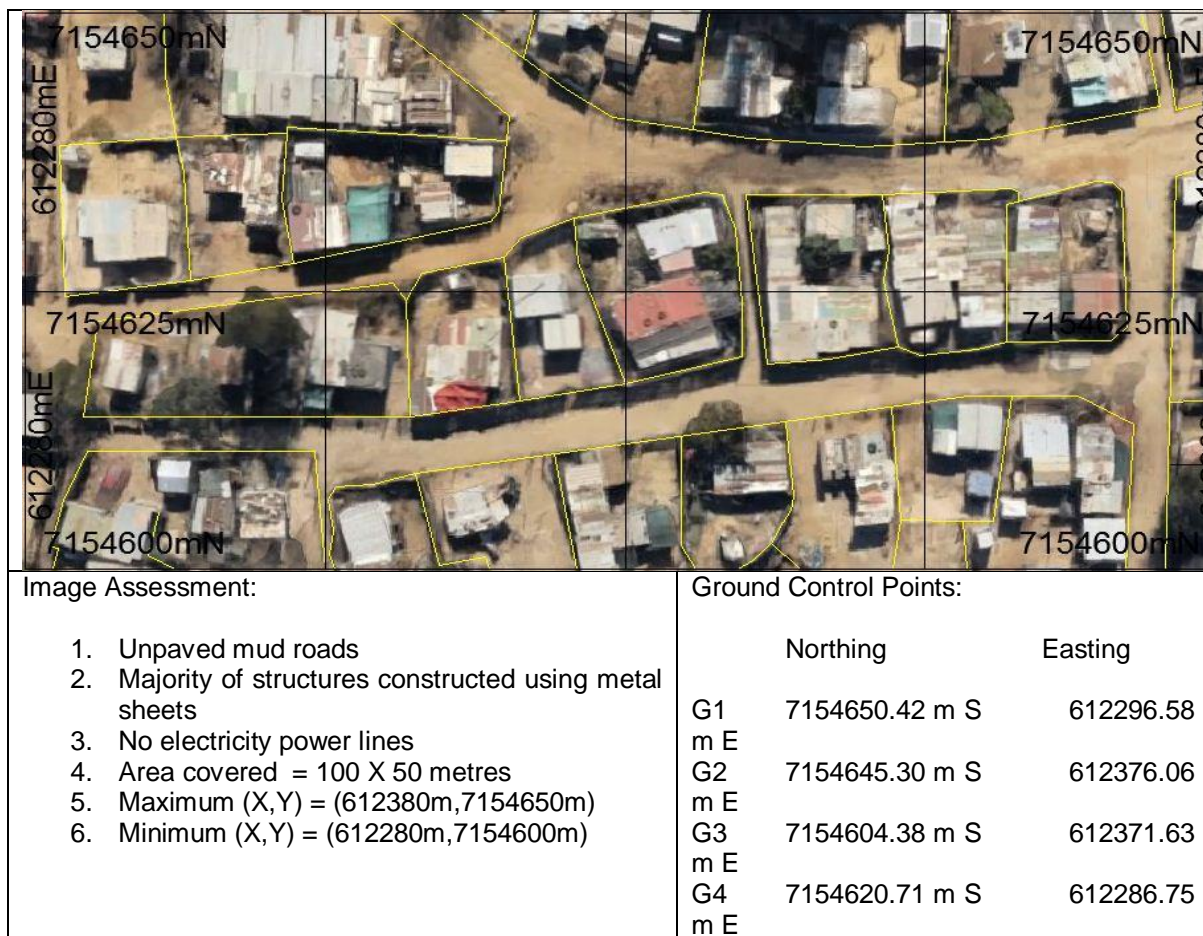 7154650mN
7154650mN
612280mE
7154625mN
7154625mN
612280mE
7154600mN
7154600mN
Image Assessment:
1. Unpaved mud roads
2. Majority of structures constructed using metal
sheets
3. No electricity power lines
4. Area covered = 100 X 50 metres
5. Maximum (X,Y) = (612380m,7154650m)
6. Minimum (X,Y) = (612280m,7154600m)
Ground Control Points:
Northing Easting
G1 7154650.42 m S 612296.58
m E
G2 7154645.30 m S 612376.06
m E
G3 7154604.38 m S 612371.63
m E
G4 7154620.71 m S 612286.75
m E